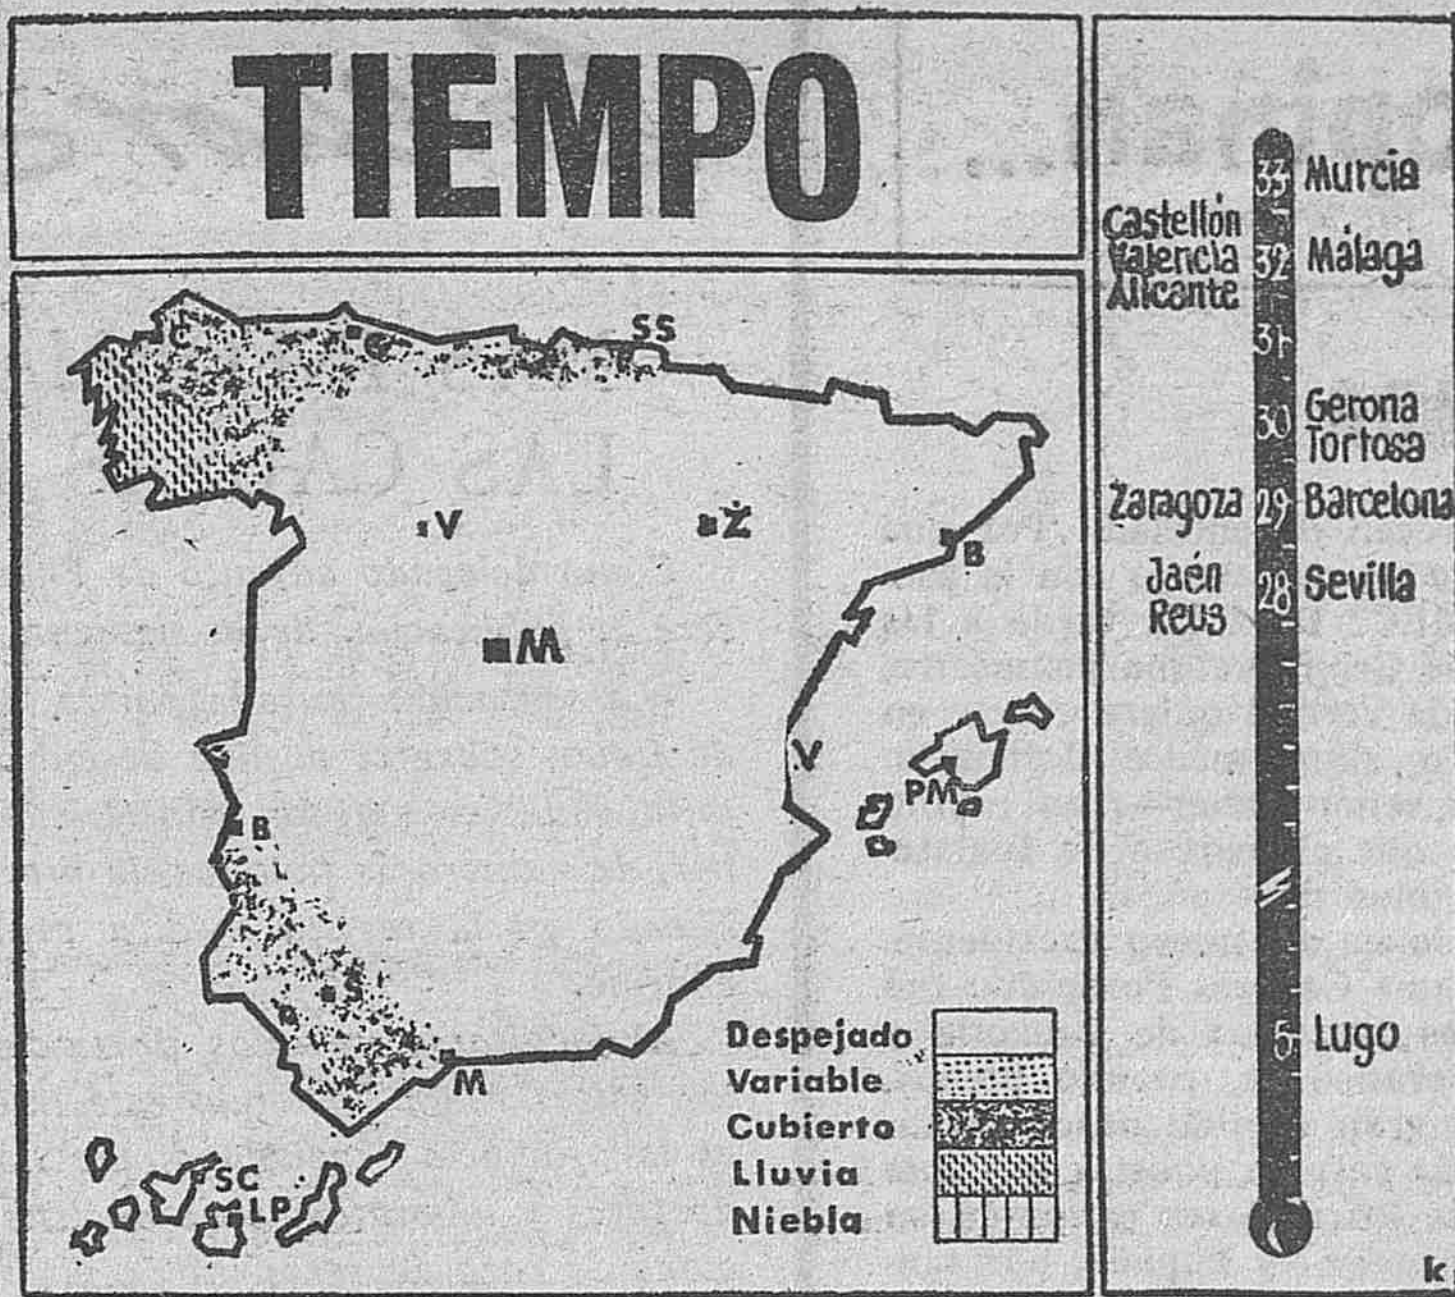 TIEMPO
C
G
SS
V
Z
B
M
V
PM
B
S
M
SC
LP
Despejado
Variable
Cubierto
Lluvia
Niebla
33 Murcia
Castellón
Valencia 32 Málaga
Alicante
31
30 Gerona
Tortosa
Zaragoza 29 Barcelona
Jaén 28 Sevilla
Reus
5 Lugo
k